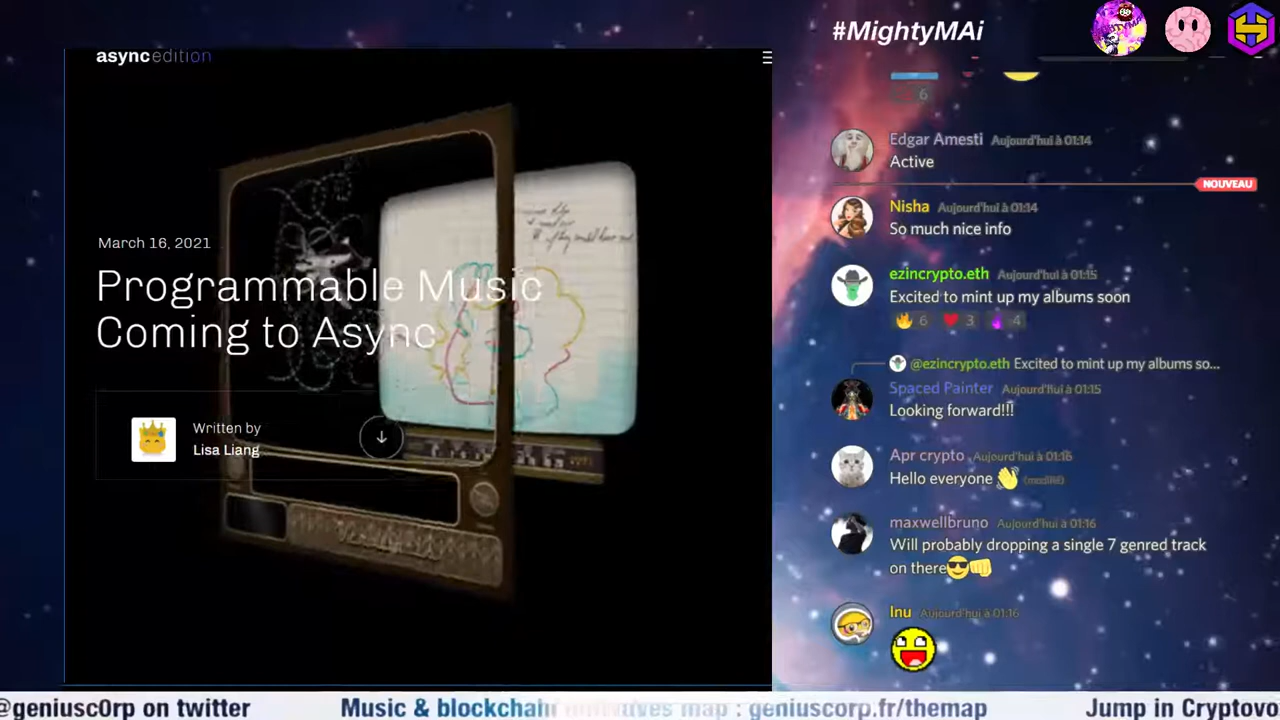 #MightyMAi
asyncedition
March 16, 2021
Programmable Music
Coming to Async
Written by
Lisa Liang
6
Edgar Amesti Aujourd'hui à 01:14
Active
NOUVEAU
Nisha Aujourd'hui à 01:14
So much nice info
ezincrypto.eth Aujourd'hui à 01:15
Excited to mint up my albums soon
6 3 4
@ezincrypto.eth Excited to mint up my albums so...
Spaced Painter Aujourd'hui à 01:15
Looking forward!!!
Apr crypto Aujourd'hui à 01:16
Hello everyone 👋 (modifié)
maxwellbruno Aujourd'hui à 01:16
Will probably dropping a single 7 genred track
on there😎👊
Inu Aujourd'hui à 01:16
@geniusc0rp on twitter Music & blockchain : geniuscorp.fr/themap Jump in Cryptovo